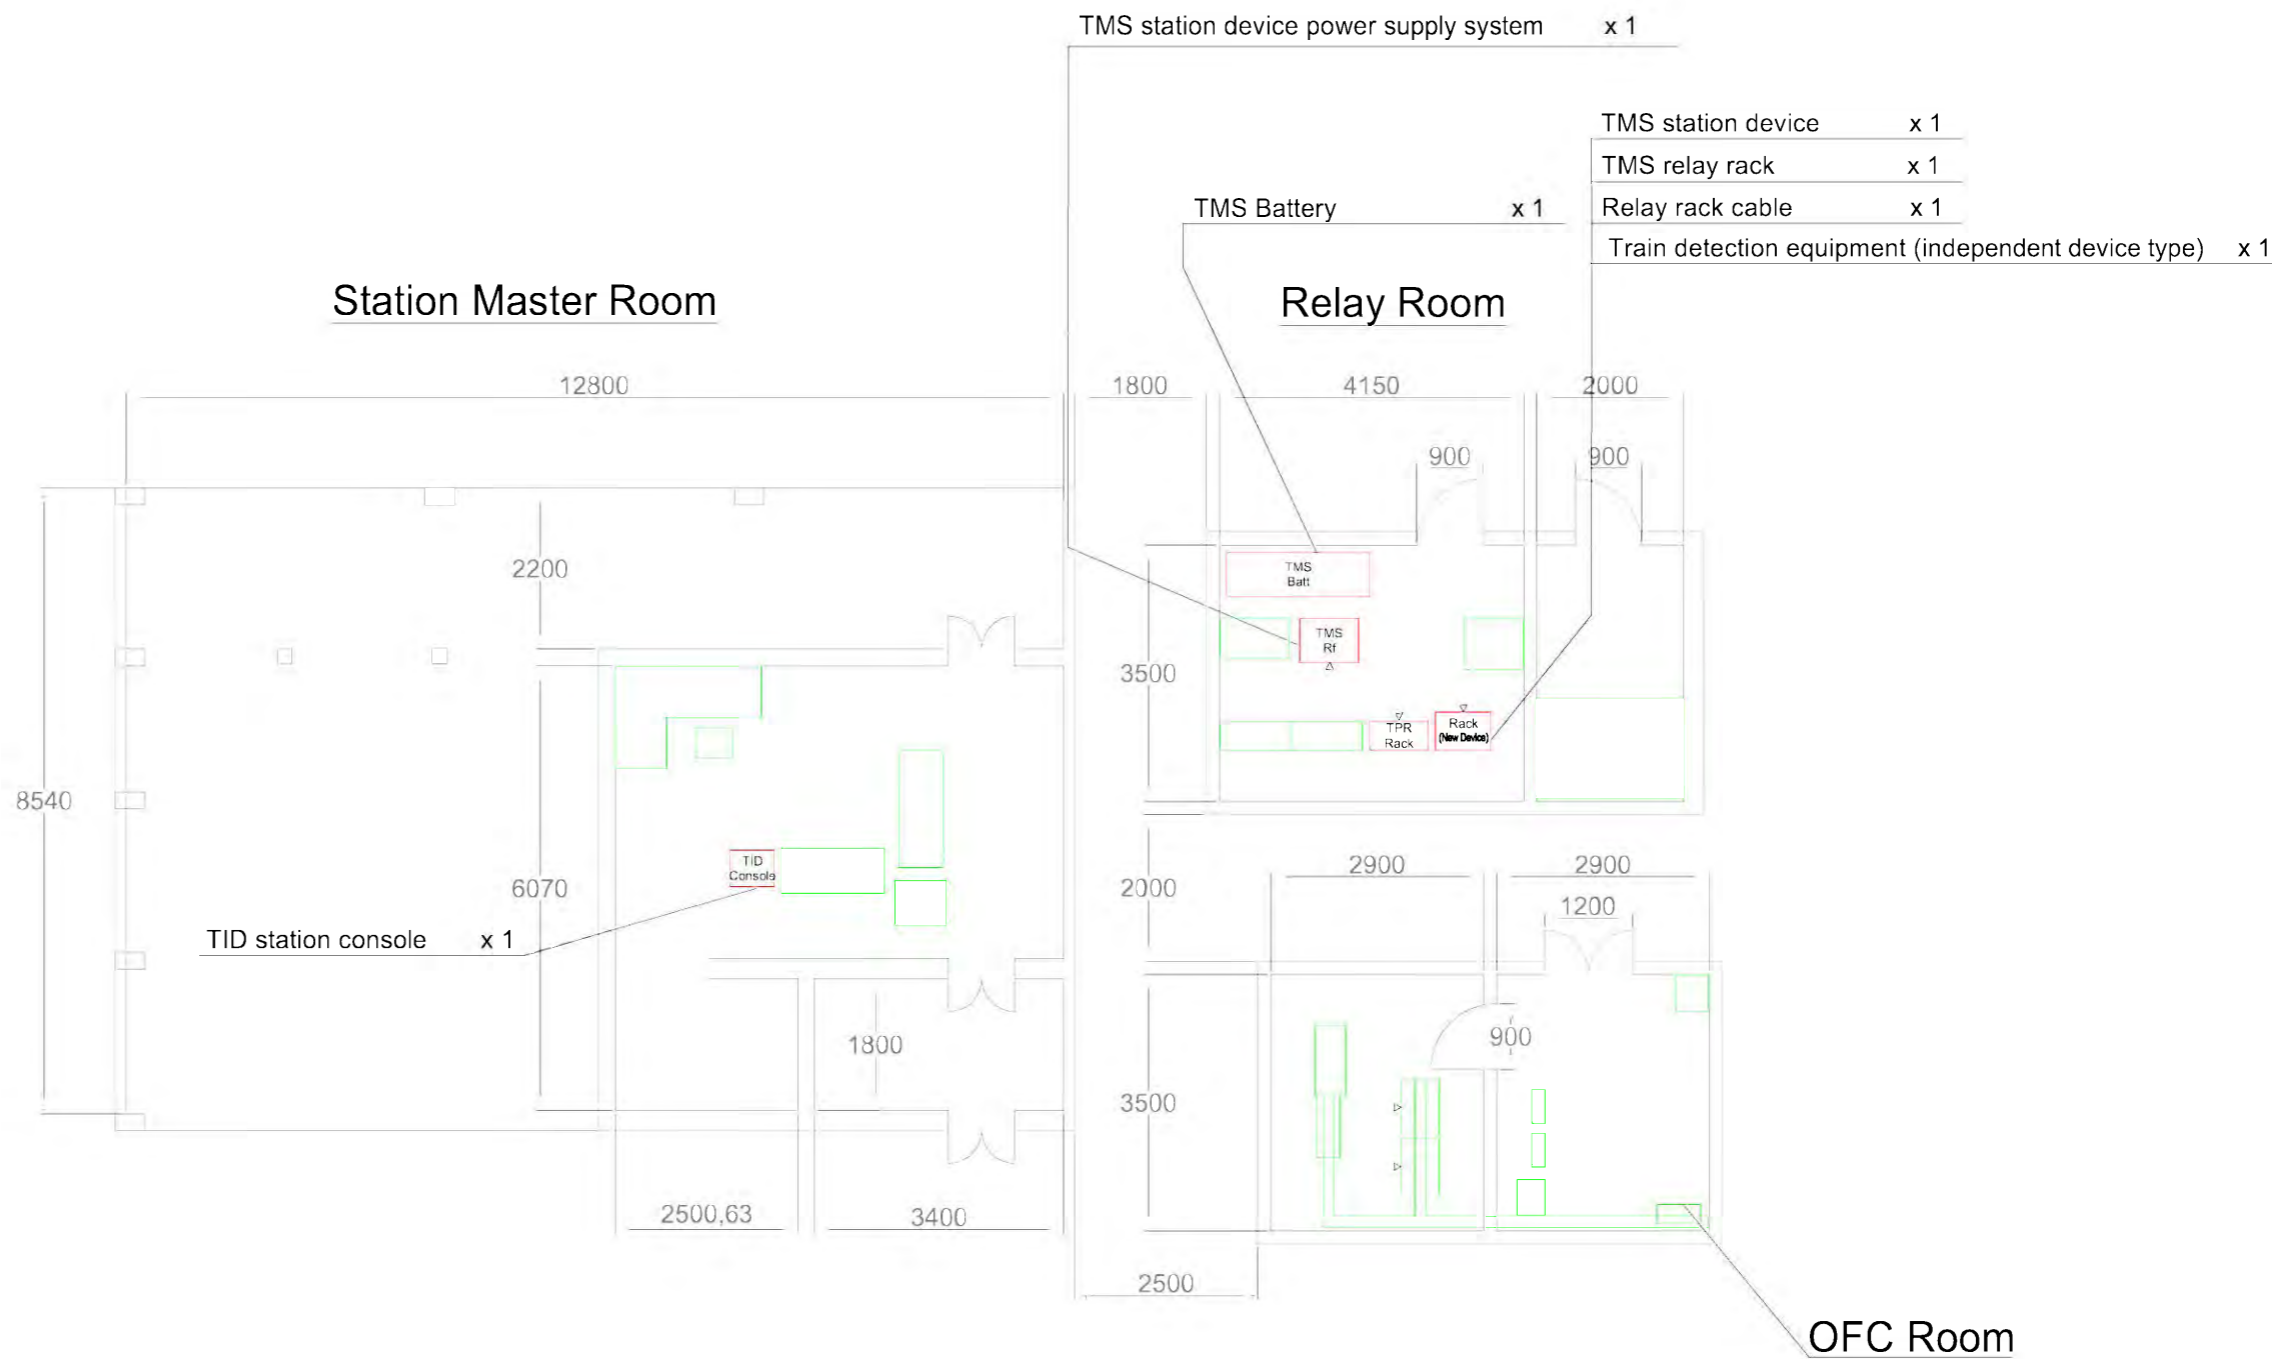 TMS station device power supply system x 1
TMS station device x 1
TMS relay rack x 1
TMS Battery x 1
Relay rack cable x 1
Train detection equipment (independent device type) x 1
Station Master Room
Relay Room
12800
1800
4150
2000
900
900
2200
TMS
Batt
TMS
Rf
3500
TPR
Rack
Rack
(New Device)
8540
TID
Console
6070
2000
2900
2900
1200
TID station console x 1
1800
900
3500
2500,63
3400
2500
OFC Room